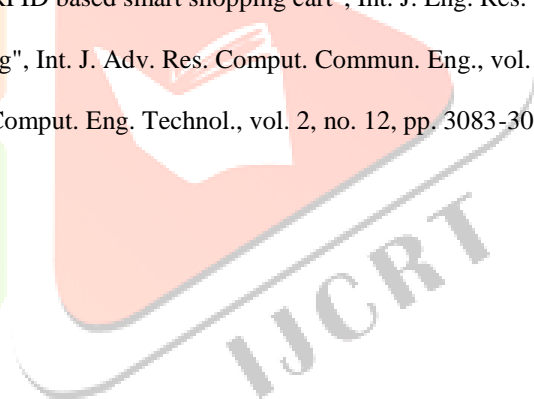 RFID based smart shopping cart", Int. J. Eng. Res.
g", Int. J. Adv. Res. Comput. Commun. Eng., vol.
Comput. Eng. Technol., vol. 2, no. 12, pp. 3083-30
IJCRT